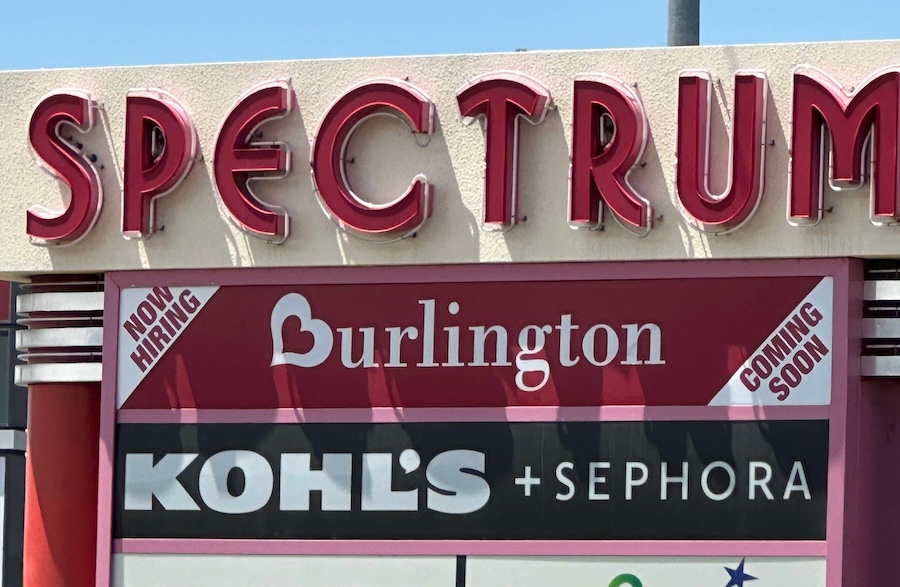 SPECTRUM
NOW
HIRING
Burlington
COMING
SOON
KOHL'S + SEPHORA